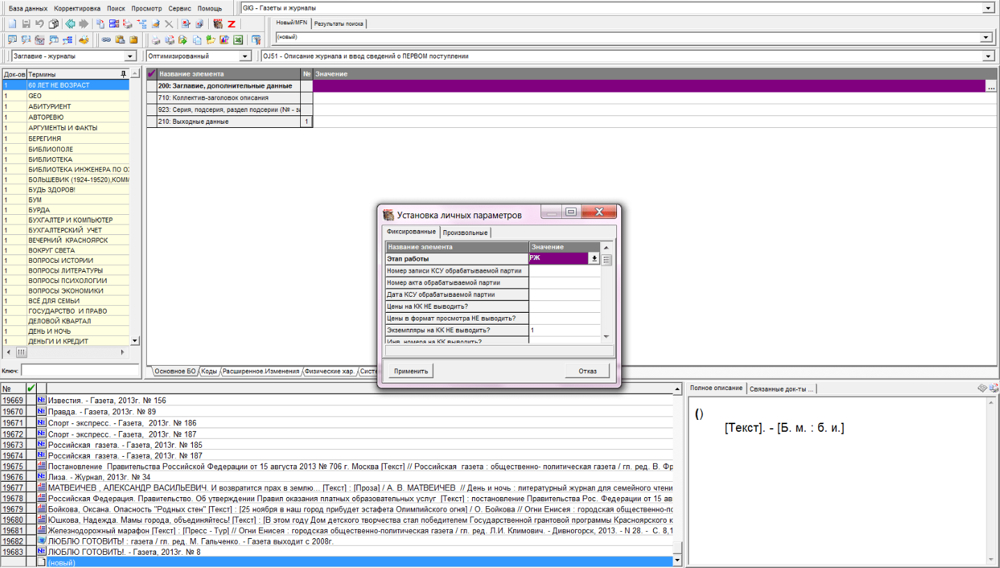 База данных Корректировка Поиск Просмотр Сервис Помощь
GIG - Газеты и журналы
Новый/MFN Результаты поиска
(новый)
Заглавие - журналы
Оптимизированный
OJ51 - Описание журнала и ввод сведений о ПЕРВОМ поступлении
Док-ов Термины
1 60 ЛЕТ НЕ ВОЗРАСТ
1 GEO
1 АБИТУРИЕНТ
1 АВТОРЕВЮ
1 АРГУМЕНТЫ И ФАКТЫ
1 БЕРЕГИНЯ
1 БИБЛИОПОЛЕ
1 БИБЛИОТЕКА
1 БИБЛИОТЕКА ИНЖЕНЕРА ПО ОХ
1 БОЛЬШЕВИК (1924-19520),КОММ
1 БУДЬ ЗДОРОВ!
1 БУМ
1 БУРДА
1 БУХГАЛТЕР И КОМПЬЮТЕР
1 БУХГАЛТЕРСКИЙ УЧЕТ
1 ВЕЧЕРНИЙ КРАСНОЯРСК
1 ВОКРУГ СВЕТА
1 ВОПРОСЫ ИСТОРИИ
1 ВОПРОСЫ ЛИТЕРАТУРЫ
1 ВОПРОСЫ ПСИХОЛОГИИ
1 ВОПРОСЫ ЭКОНОМИКИ
1 ВСЁ ДЛЯ СЕМЬИ
1 ГОСУДАРСТВО И ПРАВО
1 ДЕЛОВОЙ КВАРТАЛ
1 ДЕНЬ И НОЧЬ
1 ДЕНЬГИ И КРЕДИТ
Ключ:
Название элемента № Значение
200: Заглавие, дополнительные данные
...
710: Коллектив-заголовок описания
923: Серия, подсерия, раздел подсерии (№ - за
210: Выходные данные 1
Установка личных параметров
Фиксированные Произвольные
Название элемента Значение
Этап работы РЖ
Номер записи КСУ обрабатываемой партии
Номер акта обрабатываемой партии
Дата КСУ обрабатываемой партии
Цены на КК НЕ выводить?
Цены в формат просмотра НЕ выводить?
Экземпляры на КК НЕ выводить? 1
Инв. номера на КК выводить?
Применить Отказ
Основное БО Коды Расширенное.Изменения Физические хар. Систе
№
19669 Известия. - Газета, 2013г. № 156
19670 Правда. - Газета, 2013г. № 89
19671 Спорт - экспресс. - Газета, 2013г. № 186
19672 Спорт - экспресс. - Газета, 2013г. № 187
19673 Российская газета. - Газета, 2013г. № 185
19674 Российская газета. - Газета, 2013г. № 187
19675 Постановление Правительства Российской Федерации от 15 августа 2013 № 706 г. Москва [Текст] // Российская газета : общественно- политическая газета / гл. ред. В. Фр
19676 Лиза. - Журнал, 2013г. № 34
19677 МАТВЕИЧЕВ , АЛЕКСАНДР ВАСИЛЬЕВИЧ. И возвратится прах в землю... [Текст] : [Проза] / А. В. МАТВЕИЧЕВ // День и ночь : литературный журнал для семейного чтени
19678 Российская Федерация. Правительство. Об утверждении Правил оказания платных образовательных услуг [Текст] : постановление Правительства Рос. Федерации от 15 ав
19679 Бойкова, Оксана. Опасность "Родных стен" [Текст] : [25 ноября в наш город прибудет эстафета Олимпийского огня] / О. Бойкова // Огни Енисея : городская общественно-по
19680 Юшкова, Надежда. Мамы города, объединяйтесь! [Текст] : [В этом году Дом детского творчества стал победителем Государственной грантовой программы Красноярского к
19681 Железнодорожный марафон [Текст] : [Пресс - Тур] // Огни Енисея : городская общественно-политическая газета / гл. ред. Л.И. Климович. - Дивногорск, 2013. - N 28. - С. 8,1
19682 ЛЮБЛЮ ГОТОВИТЬ! : газета / гл. ред. М. Гальченко. - Газета выходит с 2008г.
19683 ЛЮБЛЮ ГОТОВИТЬ!. - Газета, 2013г. № 8
(новый)
Полное описание Связанные док-ты ...
()
[Текст]. - [Б. м. : б. и.]